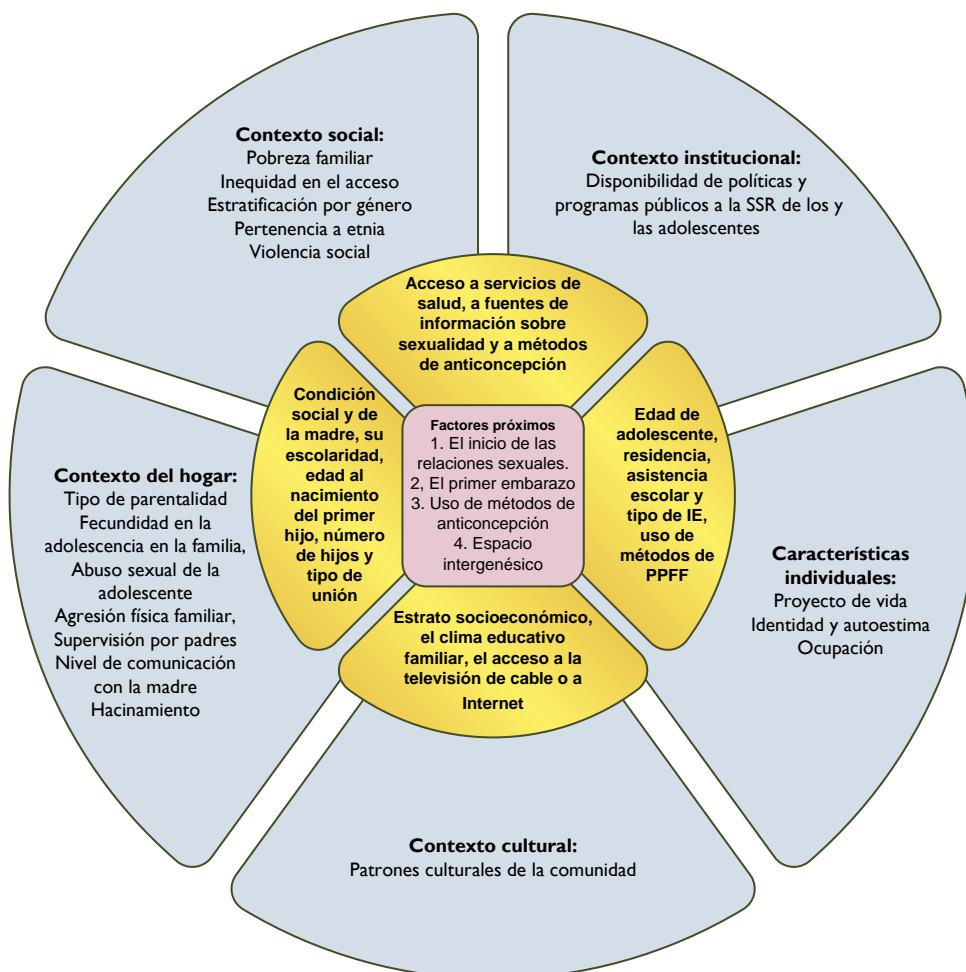 Contexto social:
Pobreza familiar
Inequidad en el acceso
Estratificación por género
Pertenencia a etnia
Violencia social
Contexto institucional:
Disponibilidad de políticas y
programas públicos a la SSR de los y
las adolescentes
Acceso a servicios de
salud, a fuentes de
información sobre
sexualidad y a métodos
de anticoncepción
Condición
social y de
la madre, su
escolaridad,
edad al
nacimiento
del primer
hijo, número
de hijos y
tipo de
unión
Factores próximos
1. El inicio de las
relaciones sexuales.
2, El primer embarazo
3. Uso de métodos de
anticoncepción
4. Espacio
intergenésico
Edad de
adolescente,
residencia,
asistencia
escolar y
tipo de IE,
uso de
métodos de
PPFF
Contexto del hogar:
Tipo de parentalidad
Fecundidad en la
adolescencia en la familia,
Abuso sexual de la
adolescente
Agresión física familiar,
Supervisión por padres
Nivel de comunicación
con la madre
Hacinamiento
Características
individuales:
Proyecto de vida
Identidad y autoestima
Ocupación
Estrato socioeconómico,
el clima educativo
familiar, el acceso a la
televisión de cable o a
Internet
Contexto cultural:
Patrones culturales de la comunidad